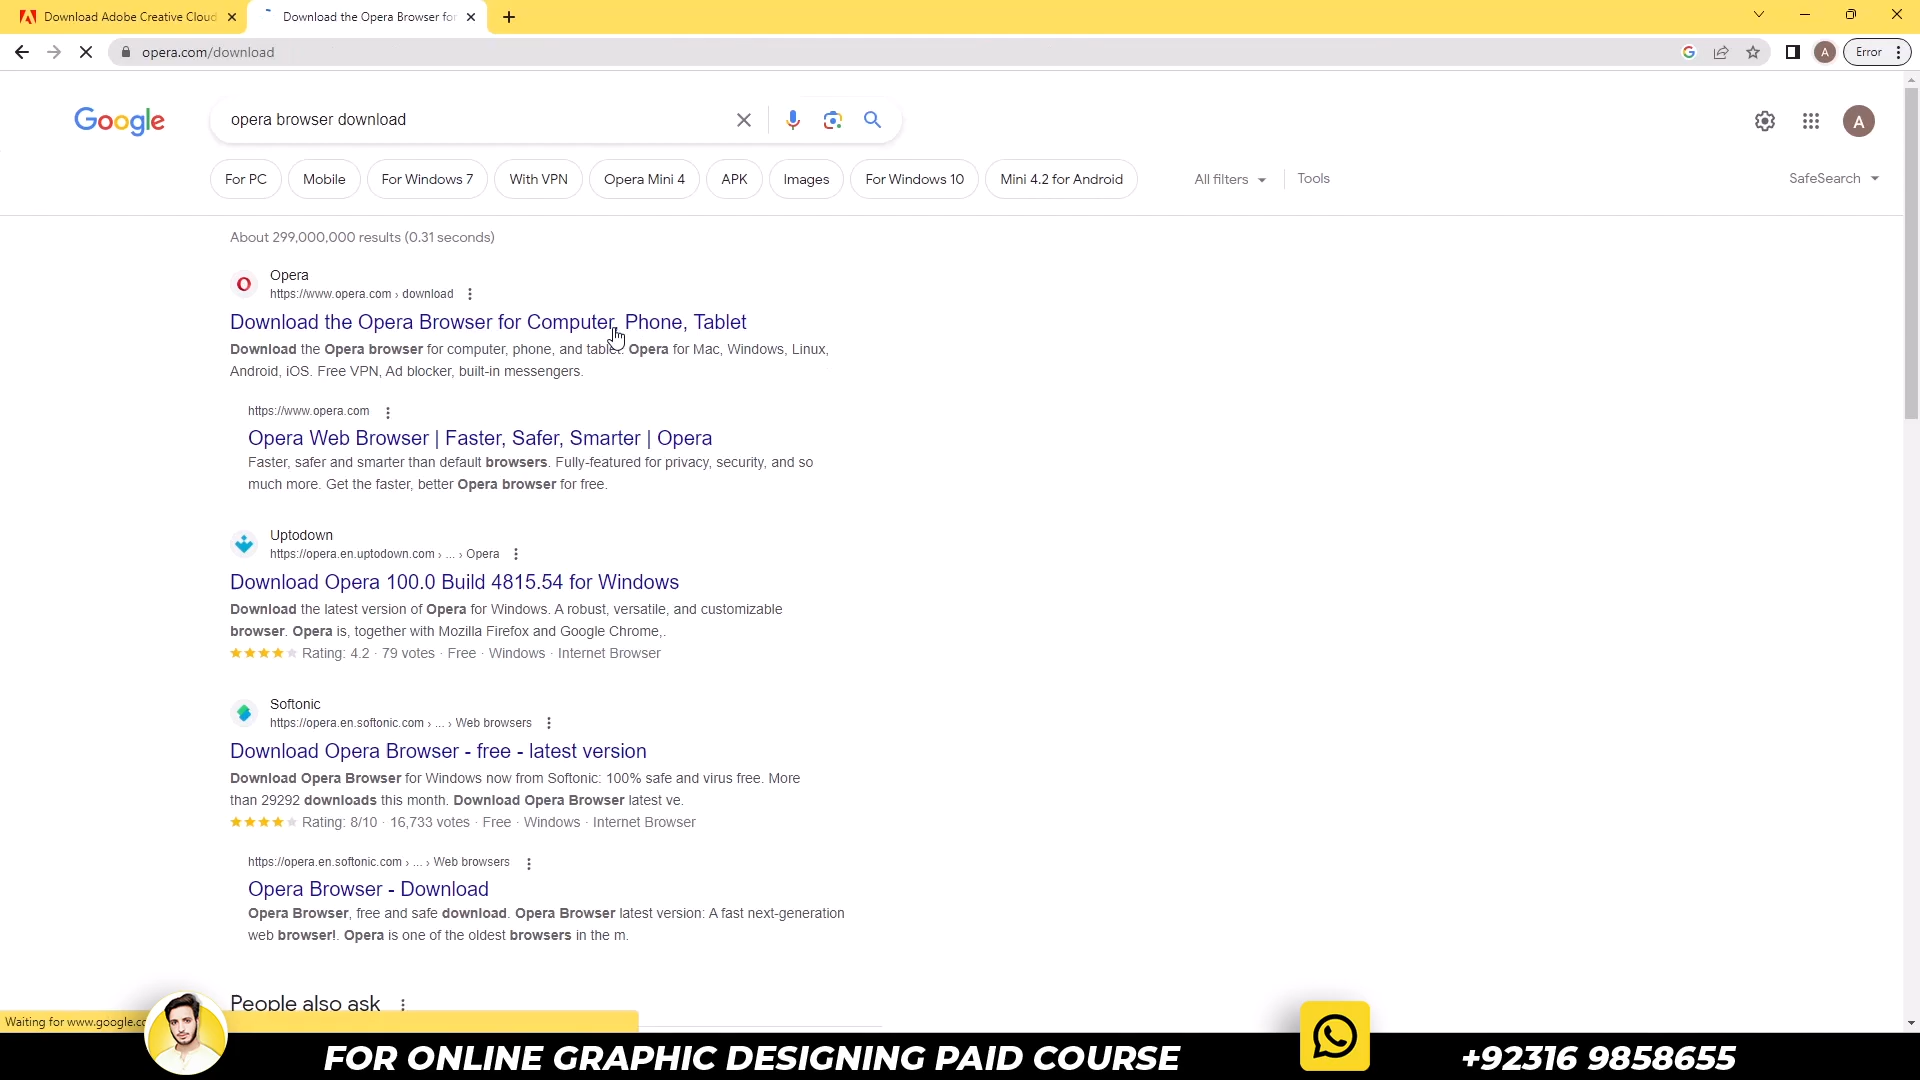 Download Adobe Creative Cloud
Download the Opera Browser for
opera.com/download
A
Error
Google
opera browser download
A
For PC
Mobile
For Windows 7
With VPN
Opera Mini 4
APK
Images
For Windows 10
Mini 4.2 for Android
All filters
Tools
SafeSearch
About 299,000,000 results (0.31 seconds)
Opera
https://www.opera.com › download
Download the Opera Browser for Computer, Phone, Tablet
Download the Opera browser for computer, phone, and tablet. Opera for Mac, Windows, Linux,
Android, iOS. Free VPN, Ad blocker, built-in messengers.
https://www.opera.com
Opera Web Browser | Faster, Safer, Smarter | Opera
Faster, safer and smarter than default browsers. Fully-featured for privacy, security, and so
much more. Get the faster, better Opera browser for free.
Uptodown
https://opera.en.uptodown.com › ... › Opera
Download Opera 100.0 Build 4815.54 for Windows
Download the latest version of Opera for Windows. A robust, versatile, and customizable
browser. Opera is, together with Mozilla Firefox and Google Chrome,.
Rating: 4.2 · 79 votes · Free · Windows · Internet Browser
Softonic
https://opera.en.softonic.com › ... › Web browsers
Download Opera Browser - free - latest version
Download Opera Browser for Windows now from Softonic: 100% safe and virus free. More
than 29292 downloads this month. Download Opera Browser latest ve.
Rating: 8/10 · 16,733 votes · Free · Windows · Internet Browser
https://opera.en.softonic.com › ... › Web browsers
Opera Browser - Download
Opera Browser, free and safe download. Opera Browser latest version: A fast next-generation
web browser!. Opera is one of the oldest browsers in the m.
People also ask
Waiting for www.google.co
FOR ONLINE GRAPHIC DESIGNING PAID COURSE
+92316 9858655